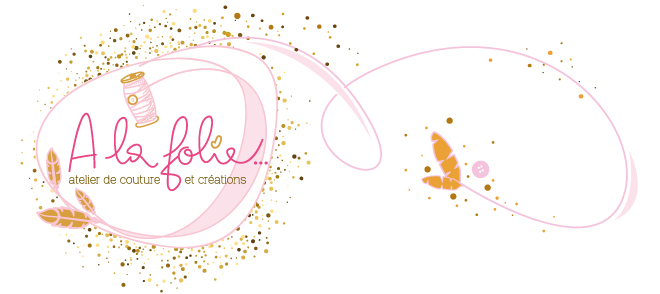 A la folie...
atelier de couture et créations